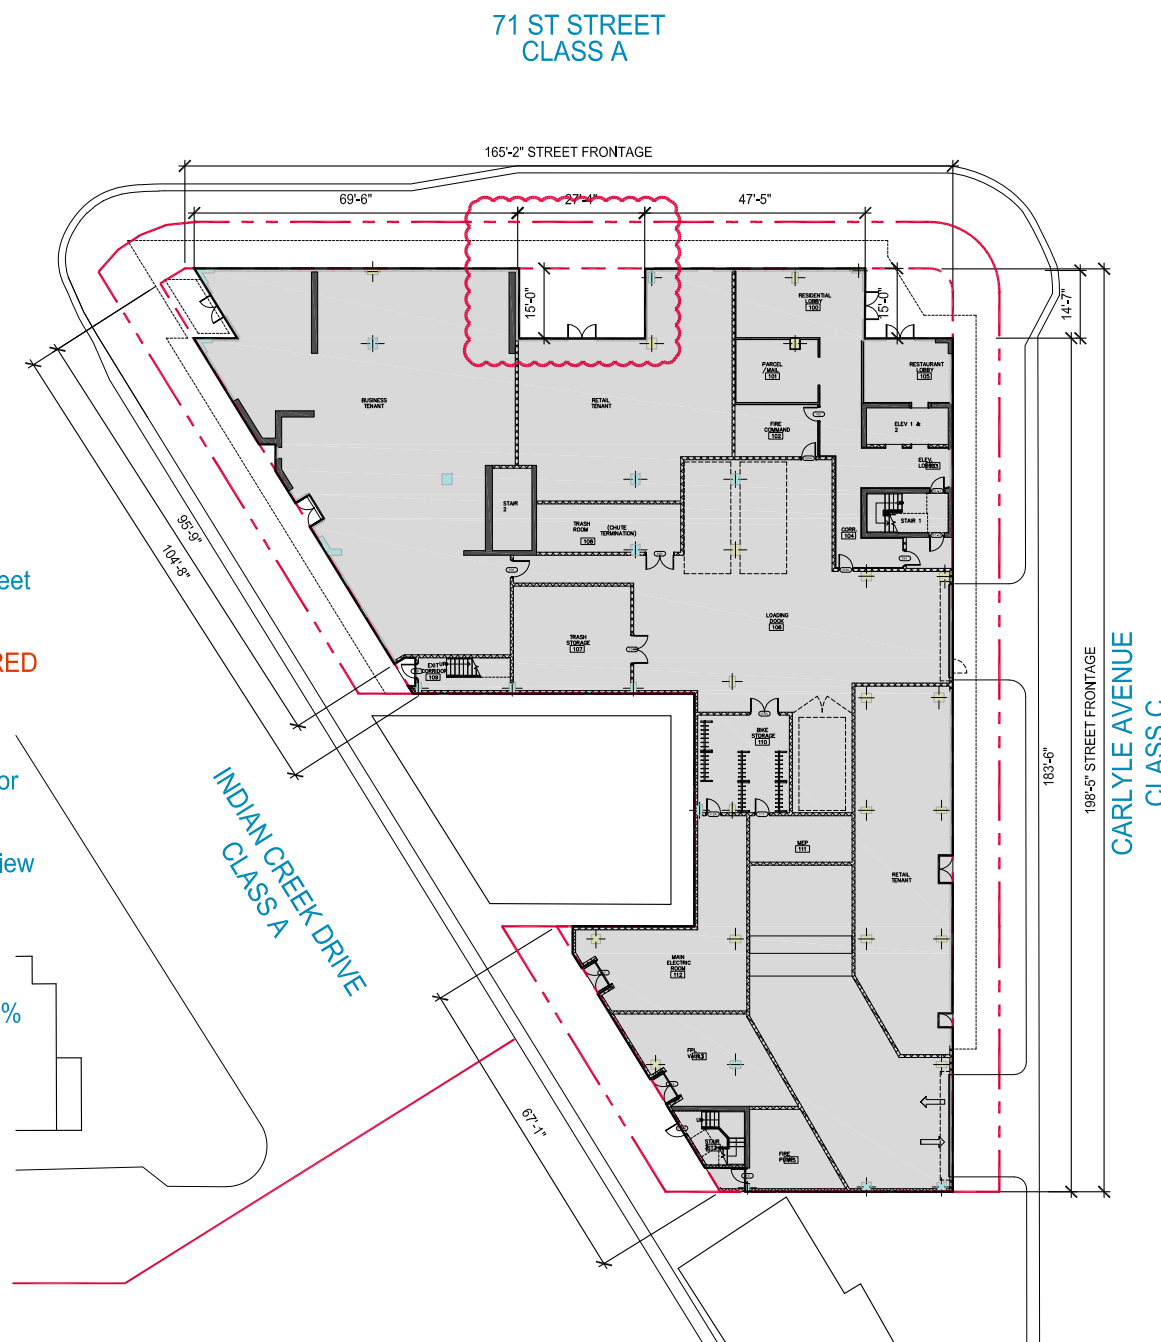 71 ST STREET
CLASS A
165'-2" STREET FRONTAGE
69'-6"
27'-4"
47'-5"
15'-0"
15'-0"
14'-7"
RESIDENTIAL
LOBBY
100
PARCEL
/MAIL
101
RESTAURANT
LOBBY
105
BUSINESS
TENANT
RETAIL
TENANT
FIRE
COMMAND
102
ELEV 1 &
2
ELEV.
STAIR
2
TRASH
ROOM
108
(CHUTE
TERMINATION)
STAIR 1
CORR.
104
95'-9"
104'-8"
eet
RED
or
iew
%
TRASH
STORAGE
107
LOADING
DOCK
106
EXIT
CORRIDOR
109
UP
BIKE
STORAGE
110
MEP
111
RETAIL
TENANT
183'-6"
198'-5" STREET FRONTAGE
CARLYLE AVENUE
CLASS C
INDIAN CREEK DRIVE
CLASS A
MAIN
ELECTRIC
ROOM
112
FPL
67'-1"
STAIR
FIRE